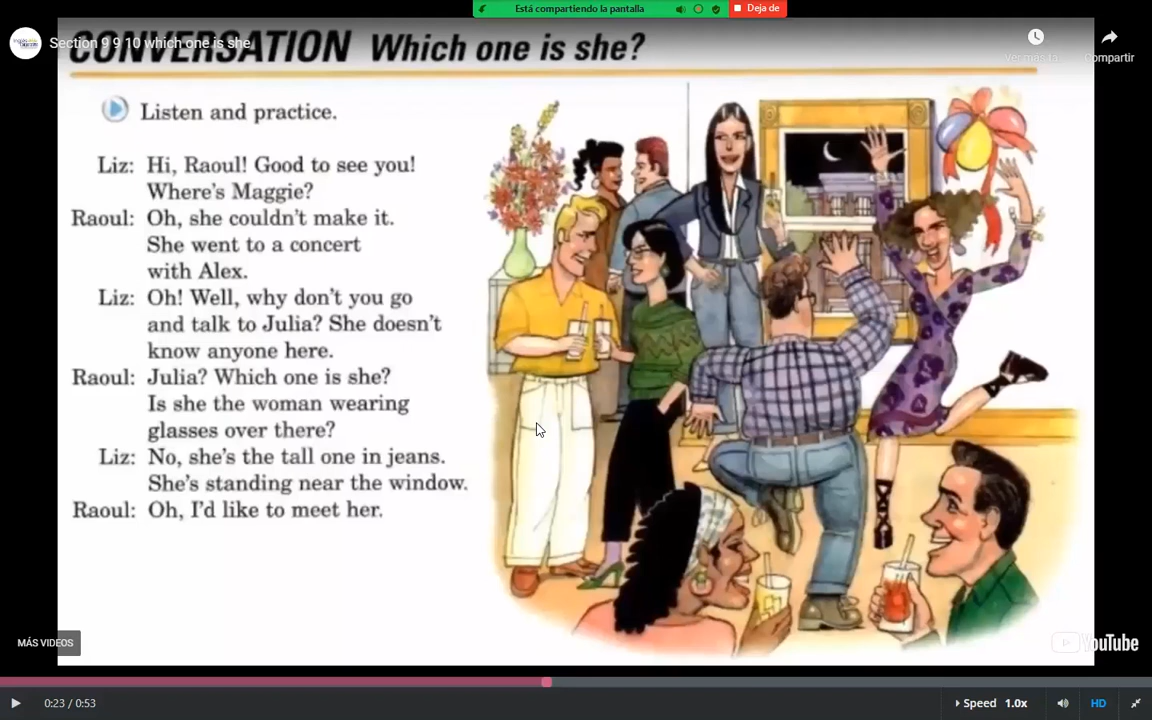 Está compartiendo la pantalla
Deja de
Section 9 9 10 which one is she
CONVERSATION Which one is she?
Compartir
Listen and practice.
Liz: Hi, Raoul! Good to see you!
Where's Maggie?
Raoul: Oh, she couldn't make it.
She went to a concert
with Alex.
Liz: Oh! Well, why don't you go
and talk to Julia? She doesn't
know anyone here.
Raoul: Julia? Which one is she?
Is she the woman wearing
glasses over there?
Liz: No, she's the tall one in jeans.
She's standing near the window.
Raoul: Oh, I'd like to meet her.
MÁS VIDEOS
YouTube
0:23 / 0:53
Speed 1.0x
HD